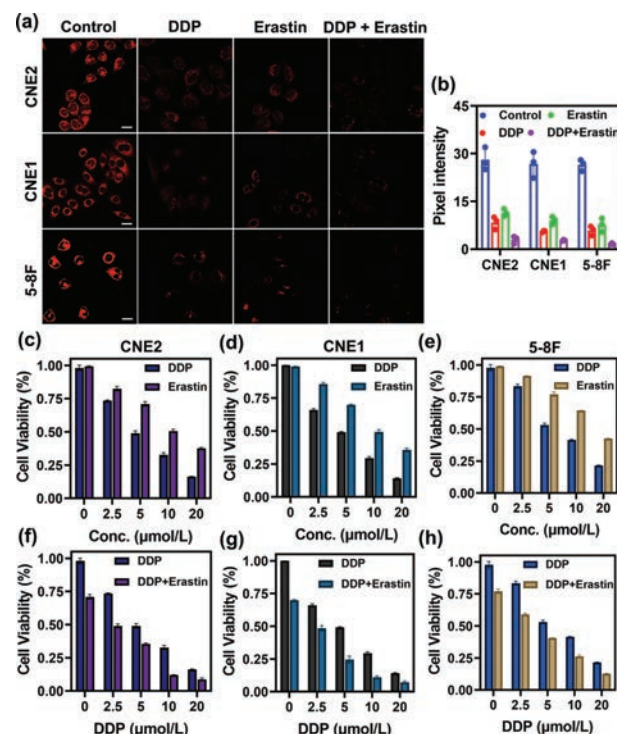 (a)
Control DDP Erastin DDP + Erastin
CNE2
CNE1
5-8F
(b)
Control Erastin
DDP DDP+Erastin
Pixel intensity
45
30
15
0
CNE2 CNE1 5-8F
(c) CNE2
DDP
Erastin
Cell Viability (%)
1.00
0.75
0.50
0.25
0.00
0 2.5 5 10 20
Conc. (μmol/L)
(d) CNE1
DDP
Erastin
Cell Viability (%)
1.00
0.75
0.50
0.25
0.00
0 2.5 5 10 20
Conc. (μmol/L)
(e) 5-8F
DDP
Erastin
Cell Viability (%)
1.00
0.75
0.50
0.25
0.00
0 2.5 5 10 20
Conc. (μmol/L)
(f)
DDP
DDP+Erastin
Cell Viability (%)
1.00
0.75
0.50
0.25
0.00
0 2.5 5 10 20
DDP (μmol/L)
(g)
DDP
DDP+Erastin
Cell Viability (%)
1.00
0.75
0.50
0.25
0.00
0 2.5 5 10 20
DDP (μmol/L)
(h)
DDP
DDP+Erastin
Cell Viability (%)
1.00
0.75
0.50
0.25
0.00
0 2.5 5 10 20
DDP (μmol/L)